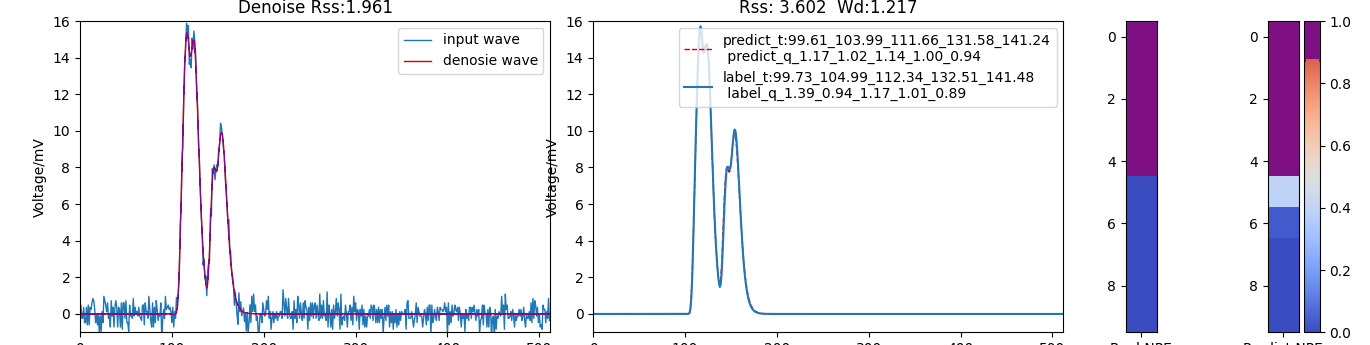 Denoise Rss:1.961
16
14
12
10
8
6
4
2
0
Voltage/mV
input wave
denosie wave
Rss: 3.602 Wd:1.217
16
14
12
10
8
6
4
2
0
Voltage/mV
predict_t:99.61_103.99_111.66_131.58_141.24
predict_q_1.17_1.02_1.14_1.00_0.94
label_t:99.73_104.99_112.34_132.51_141.48
label_q_1.39_0.94_1.17_1.01_0.89
0
2
4
6
8
0
2
4
6
8
1.0
0.8
0.6
0.4
0.2
0.0
0 100 200 300 400 500
0 100 200 300 400 500